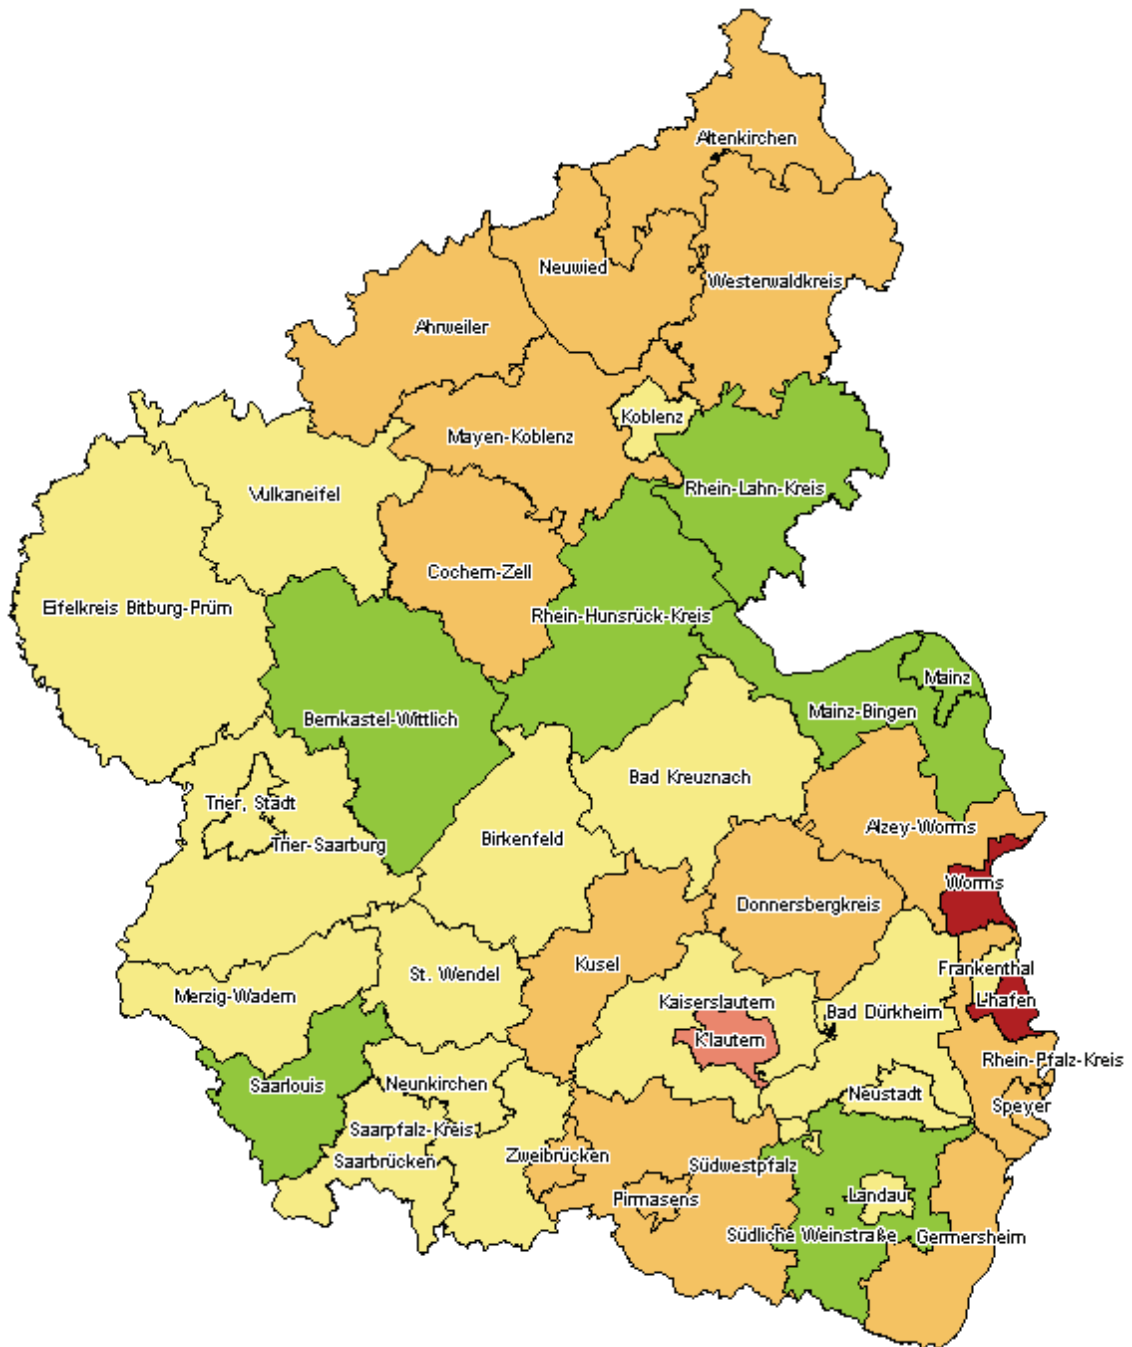 Altenkirchen
Neuwied
Westerwaldkreis
Ahrweiler
Koblenz
Mayen-Koblenz
Rhein-Lahn-Kreis
Vulkaneifel
Cochem-Zell
Eifelkreis Bitburg-Prüm
Rhein-Hunsrück-Kreis
Mainz
Mainz-Bingen
Bernkastel-Wittlich
Bad Kreuznach
Trier, Stadt
Alzey-Worms
Birkenfeld
Trier-Saarburg
Worms
Donnersbergkreis
Kusel
Frankenthal
St. Wendel
Merzig-Wadern
L'hafen
Kaiserslautern
Bad Dürkheim
K'lautern
Rhein-Pfalz-Kreis
Saarlouis
Neunkirchen
Neustadt
Speyer
Saarpfalz-Kreis
Zweibrücken
Saarbrücken
Südwestpfalz
Pirmasens
Landau
Südliche Weinstraße
Germersheim